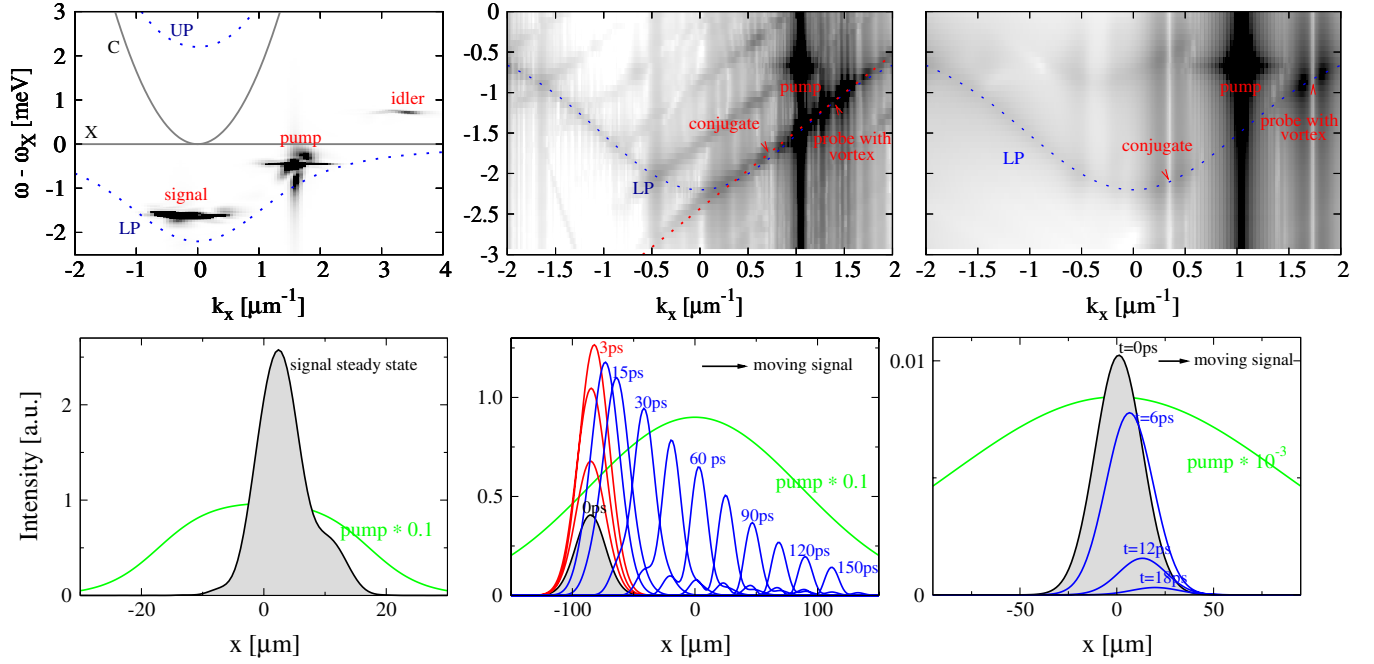 3
2
1
0
-1
-2
ω - ω_X [meV]
UP
C
X
idler
pump
signal
LP
-2 -1 0 1 2 3 4
k_x [μm^-1]
0
-0.5
-1
-1.5
-2
-2.5
-3
pump
conjugate
probe with
vortex
LP
-2 -1.5 -1 -0.5 0 0.5 1 1.5 2
k_x [μm^-1]
pump
probe with
vortex
conjugate
LP
-2 -1.5 -1 -0.5 0 0.5 1 1.5 2
k_x [μm^-1]
Intensity [a.u.]
2
1
0
signal steady state
pump * 0.1
-20 0 20
x [μm]
1.0
0.5
0
3ps
15ps
30ps
moving signal
60 ps
pump * 0.1
0ps
90ps
120ps
150ps
-100 0 100
x [μm]
0.01
0
t=0ps
moving signal
t=6ps
pump * 10^-3
t=12ps
t=18ps
-50 0 50
x [μm]